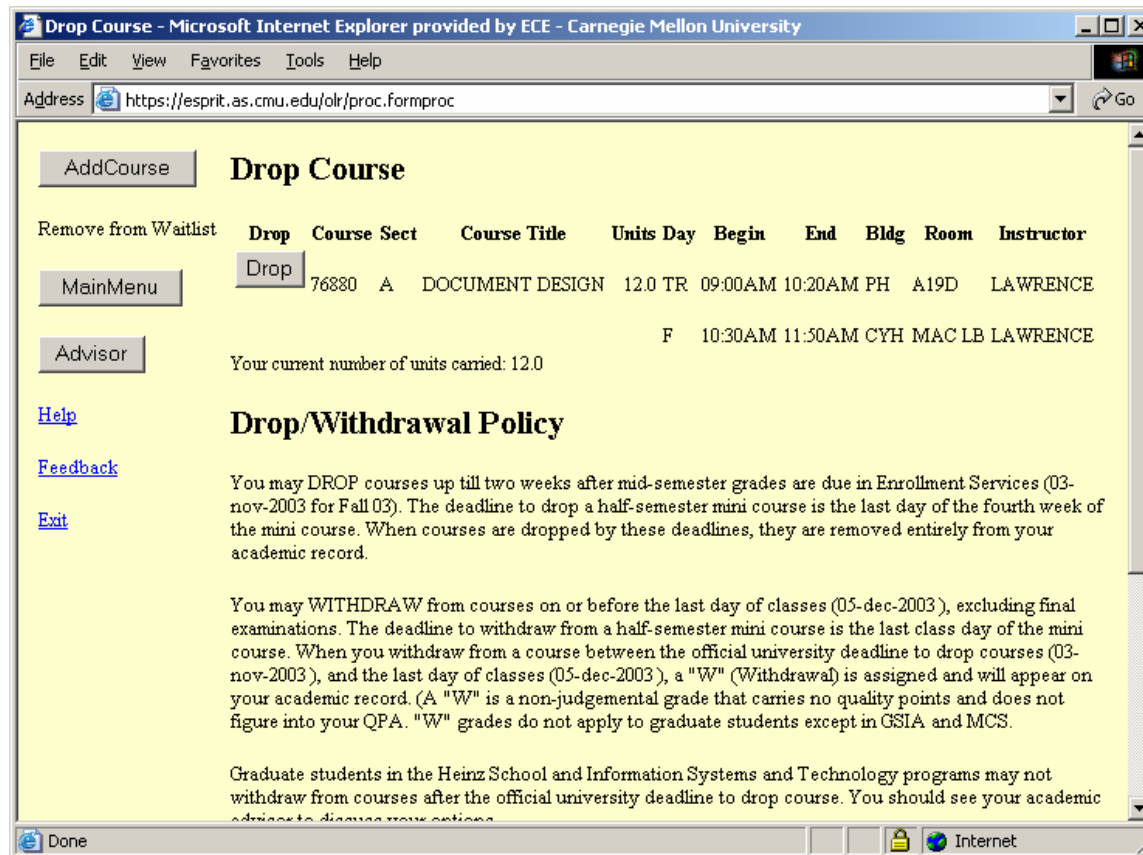 Drop Course - Microsoft Internet Explorer provided by ECE - Carnegie Mellon University
File Edit View Favorites Tools Help
Address https://esprit.as.cmu.edu/olr/proc.formproc Go
AddCourse
Remove from Waitlist
MainMenu
Advisor
Help
Feedback
Exit
Drop Course
Drop Course Sect Course Title Units Day Begin End Bldg Room Instructor
Drop 76880 A DOCUMENT DESIGN 12.0 TR 09:00AM 10:20AM PH A19D LAWRENCE
F 10:30AM 11:50AM CYH MAC LB LAWRENCE
Your current number of units carried: 12.0
Drop/Withdrawal Policy
You may DROP courses up till two weeks after mid-semester grades are due in Enrollment Services (03-
nov-2003 for Fall 03). The deadline to drop a half-semester mini course is the last day of the fourth week of
the mini course. When courses are dropped by these deadlines, they are removed entirely from your
academic record.
You may WITHDRAW from courses on or before the last day of classes (05-dec-2003 ), excluding final
examinations. The deadline to withdraw from a half-semester mini course is the last class day of the mini
course. When you withdraw from a course between the official university deadline to drop courses (03-
nov-2003 ), and the last day of classes (05-dec-2003 ), a "W" (Withdrawal) is assigned and will appear on
your academic record. (A "W" is a non-judgemental grade that carries no quality points and does not
figure into your QPA. "W" grades do not apply to graduate students except in GSIA and MCS.
Graduate students in the Heinz School and Information Systems and Technology programs may not
withdraw from courses after the official university deadline to drop course. You should see your academic
advisor to discuss your options.
Done Internet